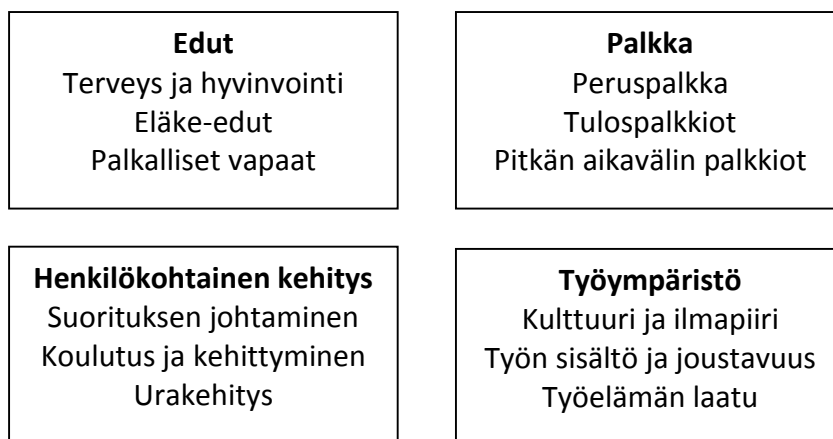 Edut
Terveys ja hyvinvointi
Eläke-edut
Palkalliset vapaat
Palkka
Peruspalkka
Tulospalkkiot
Pitkän aikavälin palkkiot
Henkilökohtainen kehitys
Suorituksen johtaminen
Koulutus ja kehittyminen
Urakehitys
Työympäristö
Kulttuuri ja ilmapiiri
Työn sisältö ja joustavuus
Työelämän laatu